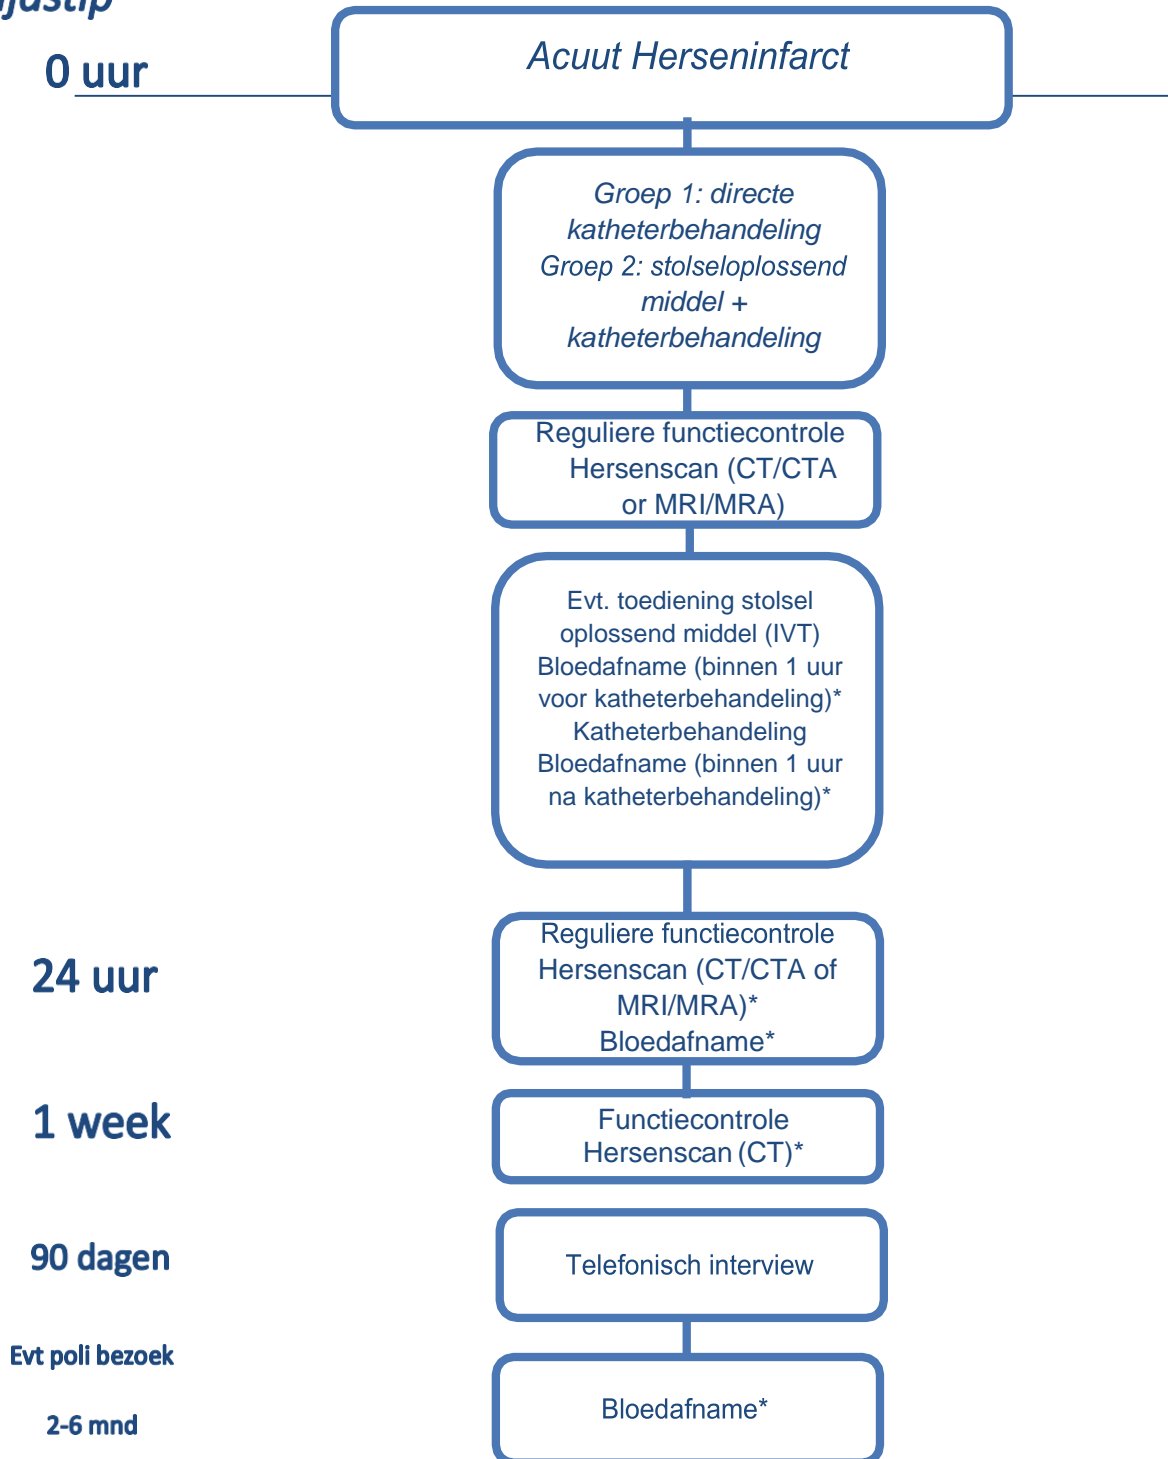 0 uur
Acuut Herseninfarct
Groep 1: directe
katheterbehandeling
Groep 2: stolseloplossend
middel +
katheterbehandeling
Reguliere functiecontrole
Hersenscan (CT/CTA
or MRI/MRA)
Evt. toediening stolsel
oplossend middel (IVT)
Bloedafname (binnen 1 uur
voor katheterbehandeling)*
Katheterbehandeling
Bloedafname (binnen 1 uur
na katheterbehandeling)*
24 uur
Reguliere functiecontrole
Hersenscan (CT/CTA of
MRI/MRA)*
Bloedafname*
1 week
Functiecontrole
Hersenscan (CT)*
90 dagen
Telefonisch interview
Evt poli bezoek
2-6 mnd
Bloedafname*